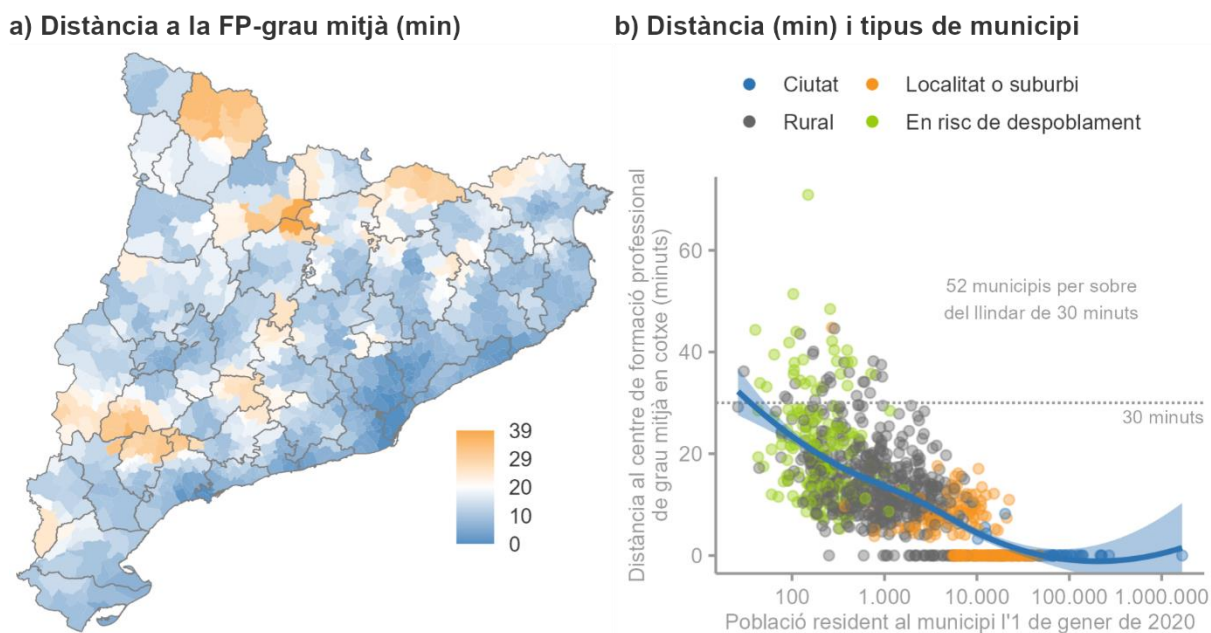 a) Distància a la FP-grau mitjà (min)
39
29
20
10
0
b) Distància (min) i tipus de municipi
Ciutat
Localitat o suburbi
Rural
En risc de despoblament
Distància al centre de formació professional
de grau mitjà en cotxe (minuts)
60
40
20
0
52 municipis per sobre
del llindar de 30 minuts
30 minuts
100
1.000
10.000
100.000
1.000.000
Població resident al municipi l'1 de gener de 2020